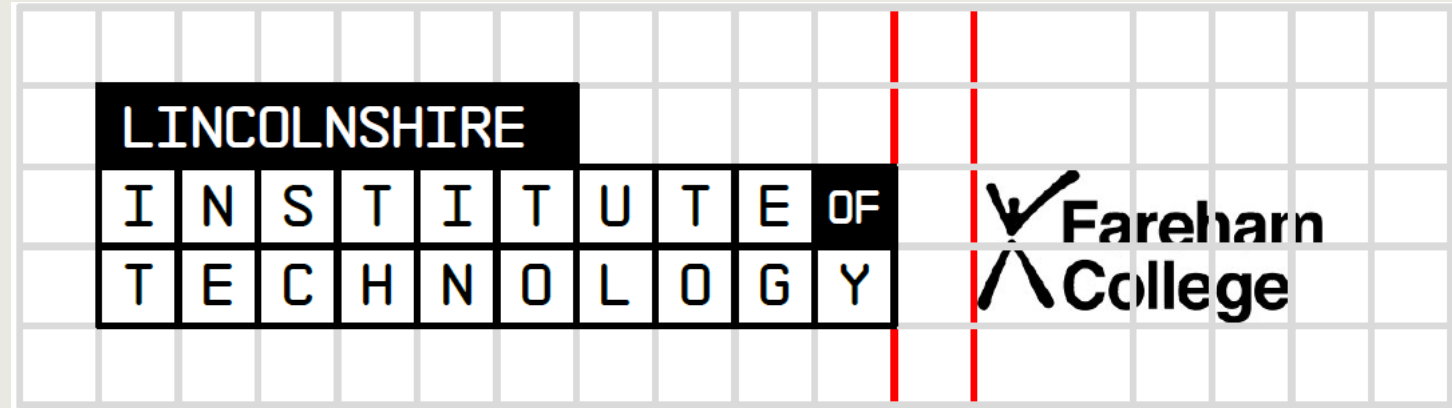 LINCOLNSHIRE
INSTITUTE OF
TECHNOLOGY
Fareham
College